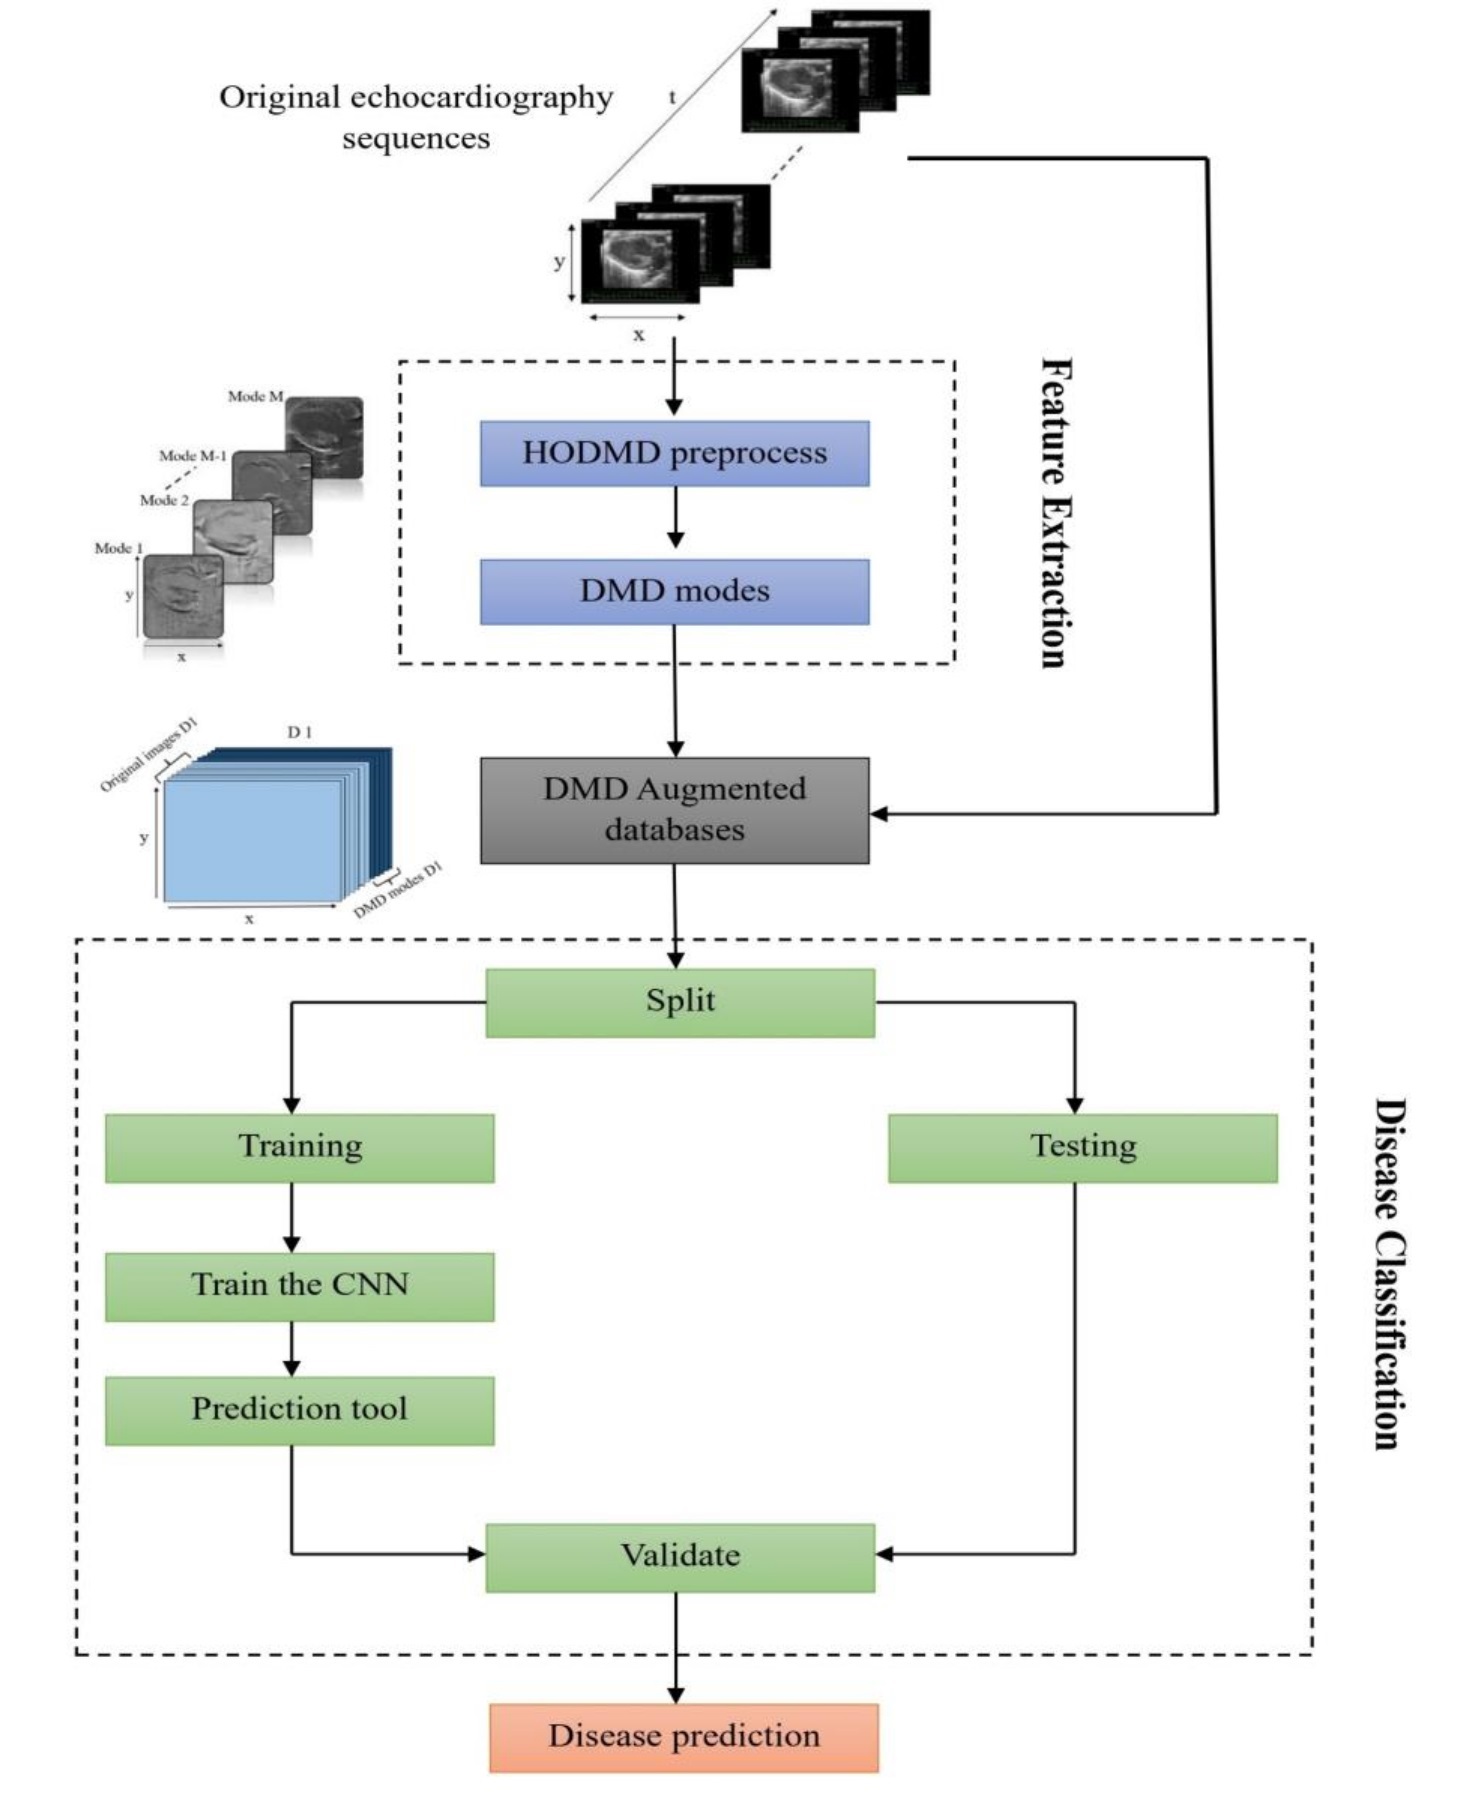 Original echocardiography
sequences
t
y
x
Feature Extraction
HODMD preprocess
DMD modes
Mode M
Mode M-1
Mode 2
Mode 1
y
x
DMD Augmented
databases
D 1
Original images D1
y
x
DMD modes D1
Split
Training
Testing
Train the CNN
Prediction tool
Validate
Disease Classification
Disease prediction